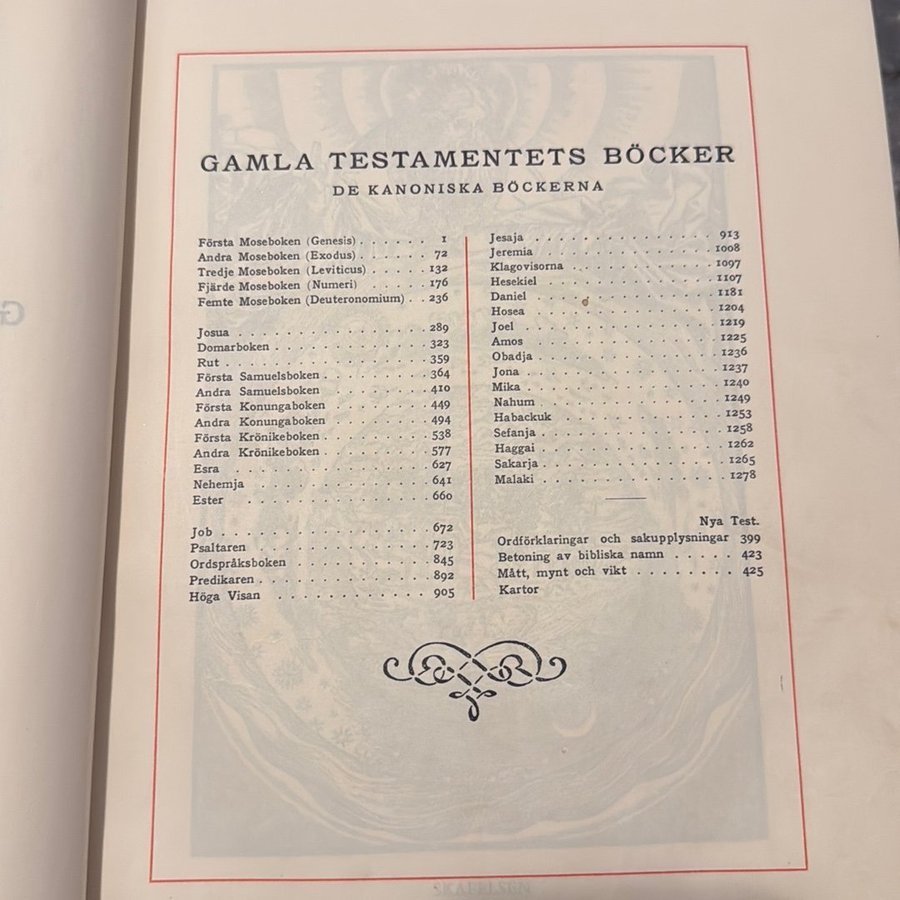 GAMLA TESTAMENTETS BÖCKER
DE KANONISKA BÖCKERNA
Första Moseboken (Genesis) . . . . . . 1
Andra Moseboken (Exodus) . . . . . 72
Tredje Moseboken (Leviticus) . . . . 132
Fjärde Moseboken (Numeri) . . . . . 176
Femte Moseboken (Deuteronomium) . . 236
Josua . . . . . . . . . . . . . 289
Domarboken . . . . . . . . . . . 323
Rut . . . . . . . . . . . . . . 359
Första Samuelsboken . . . . . . . . 364
Andra Samuelsboken . . . . . . . . 410
Första Konungaboken . . . . . . . 449
Andra Konungaboken . . . . . . . 494
Första Krönikeboken . . . . . . . . 538
Andra Krönikeboken . . . . . . . . 577
Esra . . . . . . . . . . . . . 627
Nehemja . . . . . . . . . . . . 641
Ester . . . . . . . . . . . . 660
Job . . . . . . . . . . . . . . 672
Psaltaren . . . . . . . . . . . . 723
Ordspråksboken . . . . . . . . . 845
Predikaren . . . . . . . . . . . . 892
Höga Visan . . . . . . . . . . . 905
Jesaja . . . . . . . . . . . . . 913
Jeremia . . . . . . . . . . . . . 1008
Klagovisorna . . . . . . . . . . . 1097
Hesekiel . . . . . . . . . . . . 1107
Daniel . . . . . . . . . . . . . 1181
Hosea . . . . . . . . . . . . . 1204
Joel . . . . . . . . . . . . . . 1219
Amos . . . . . . . . . . . . . 1225
Obadja . . . . . . . . . . . . . 1236
Jona . . . . . . . . . . . . . . 1237
Mika . . . . . . . . . . . . . . 1240
Nahum . . . . . . . . . . . . . 1249
Habackuk . . . . . . . . . . . . 1253
Sefanja . . . . . . . . . . . . . 1258
Haggai . . . . . . . . . . . . . 1262
Sakarja . . . . . . . . . . . . . 1265
Malaki . . . . . . . . . . . . . 1278
Nya Test.
Ordförklaringar och sakupplysningar 399
Betoning av bibliska namn . . . . . 423
Mått, mynt och vikt . . . . . . . . 425
Kartor